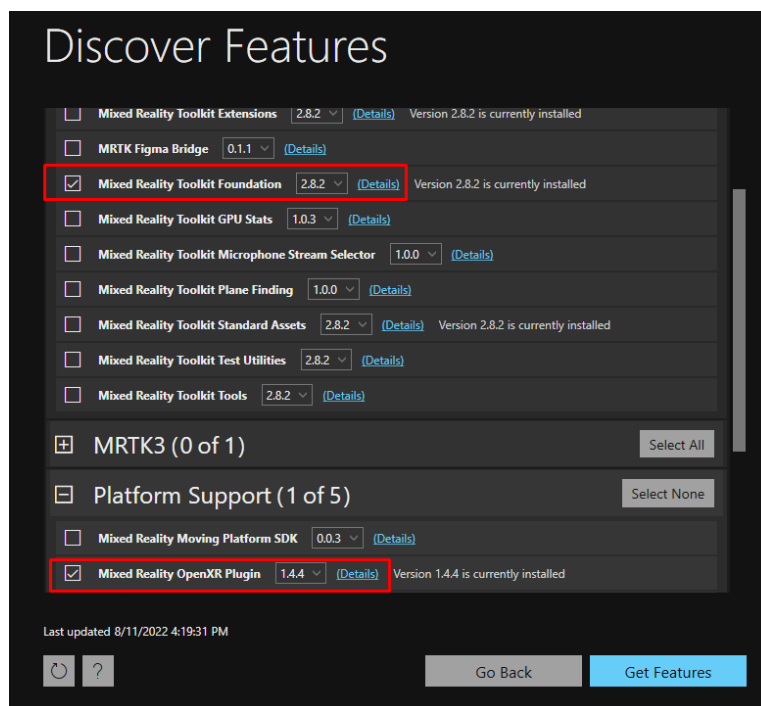 Discover Features
Mixed Reality Toolkit Extensions 2.8.2 (Details) Version 2.8.2 is currently installed
MRTK Figma Bridge 0.1.1 (Details)
Mixed Reality Toolkit Foundation 2.8.2 (Details) Version 2.8.2 is currently installed
Mixed Reality Toolkit GPU Stats 1.0.3 (Details)
Mixed Reality Toolkit Microphone Stream Selector 1.0.0 (Details)
Mixed Reality Toolkit Plane Finding 1.0.0 (Details)
Mixed Reality Toolkit Standard Assets 2.8.2 (Details) Version 2.8.2 is currently installed
Mixed Reality Toolkit Test Utilities 2.8.2 (Details)
Mixed Reality Toolkit Tools 2.8.2 (Details)
MRTK3 (0 of 1) Select All
Platform Support (1 of 5) Select None
Mixed Reality Moving Platform SDK 0.0.3 (Details)
Mixed Reality OpenXR Plugin 1.4.4 (Details) Version 1.4.4 is currently installed
Last updated 8/11/2022 4:19:31 PM
? Go Back Get Features